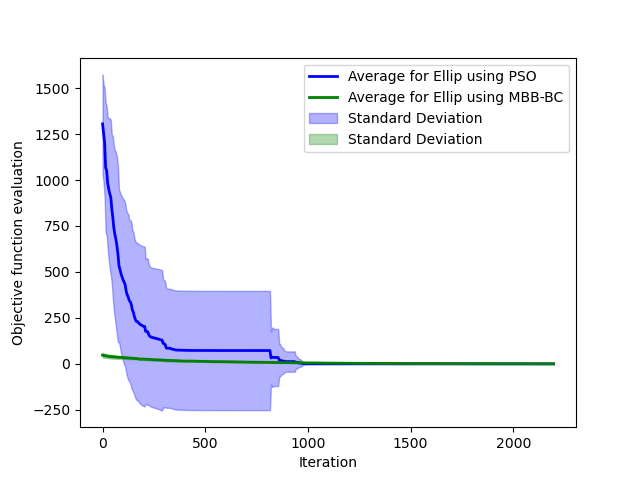 Average for Ellip using PSO
Average for Ellip using MBB-BC
Standard Deviation
Standard Deviation
Objective function evaluation
1500
1250
1000
750
500
250
0
−250
0 500 1000 1500 2000
Iteration